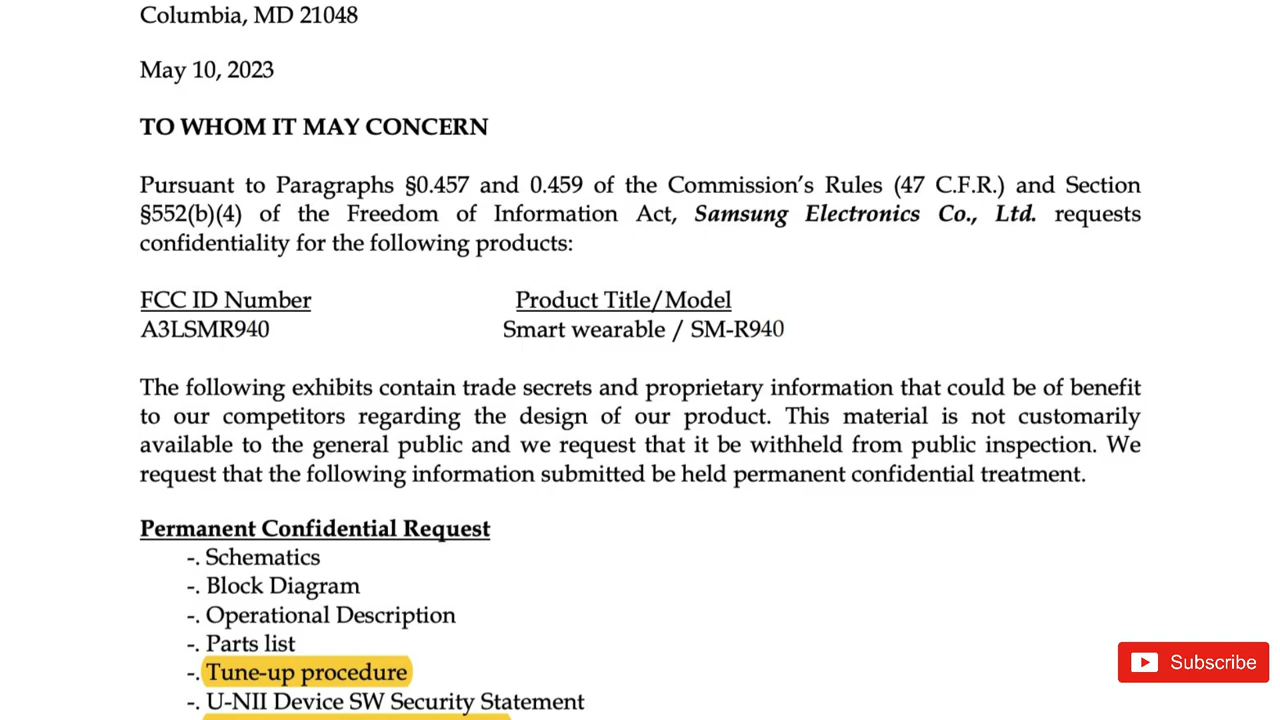 Columbia, MD 21048
May 10, 2023
TO WHOM IT MAY CONCERN
Pursuant to Paragraphs §0.457 and 0.459 of the Commission's Rules (47 C.F.R.) and Section
§552(b)(4) of the Freedom of Information Act, Samsung Electronics Co., Ltd. requests
confidentiality for the following products:
FCC ID Number Product Title/Model
A3LSMR940 Smart wearable / SM-R940
The following exhibits contain trade secrets and proprietary information that could be of benefit
to our competitors regarding the design of our product. This material is not customarily
available to the general public and we request that it be withheld from public inspection. We
request that the following information submitted be held permanent confidential treatment.
Permanent Confidential Request
-. Schematics
-. Block Diagram
-. Operational Description
-. Parts list
-. Tune-up procedure
-. U-NII Device SW Security Statement
Subscribe